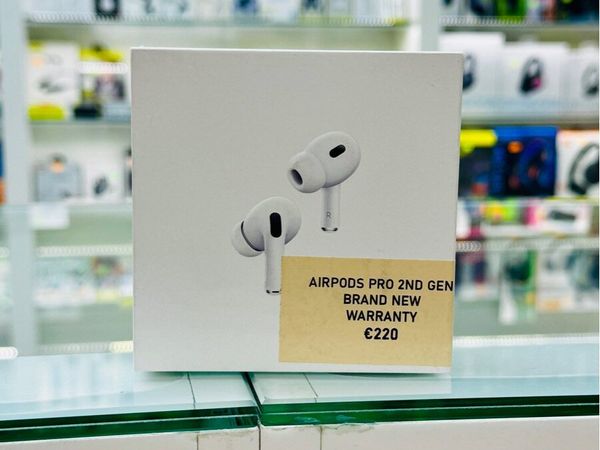 R
AIRPODS PRO 2ND GEN
BRAND NEW
WARRANTY
€220